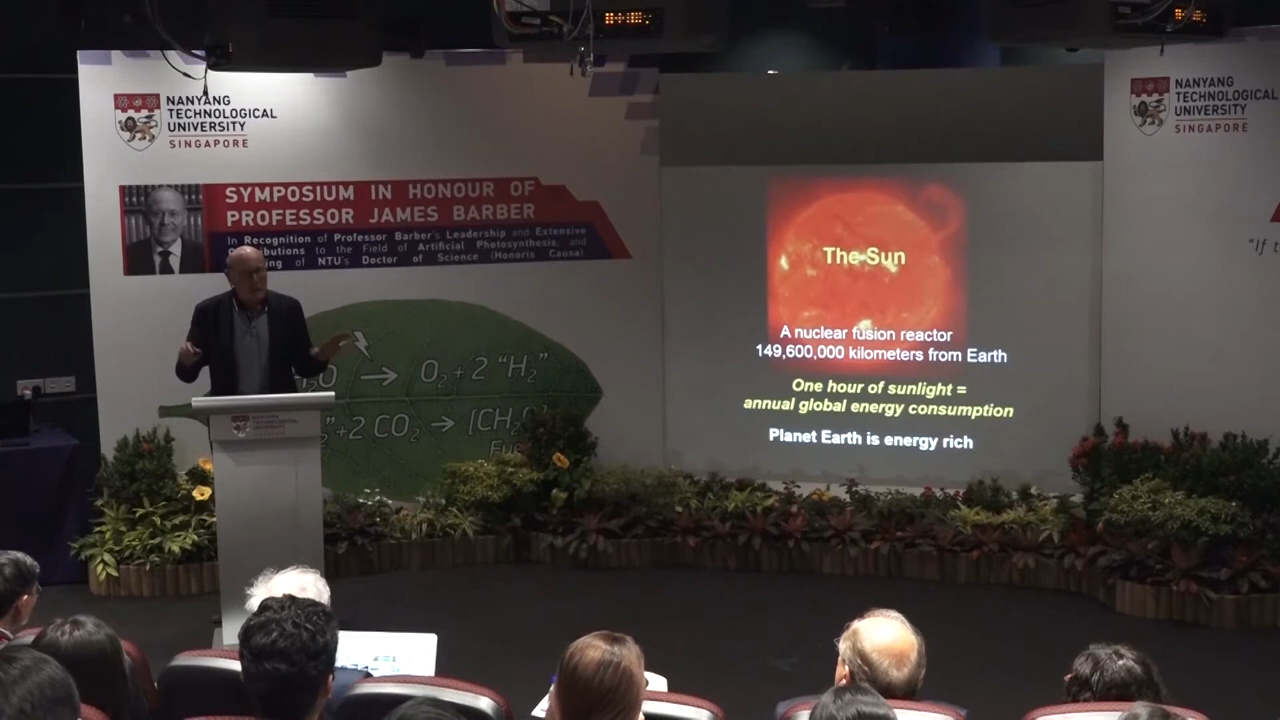 NANYANG
TECHNOLOGICAL
UNIVERSITY
SINGAPORE
SYMPOSIUM IN HONOUR OF
PROFESSOR JAMES BARBER
In Recognition of Professor Barber's Leadership and Extensive
to the Field of Artificial Photosynthesis, and
of NTU's Doctor of Science (Honoris Causa)
→ O₂ + 2 "H₂"
+2 CO₂ → [CH₂O]
The Sun
A nuclear fusion reactor
149,600,000 kilometers from Earth
One hour of sunlight =
annual global energy consumption
Planet Earth is energy rich
NANYANG
TECHNOLOGICAL
UNIVERSITY
SINGAPORE
"If